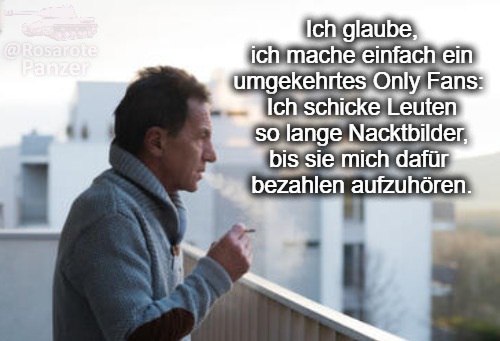 @Rosarote
Panzer
Ich glaube,
ich mache einfach ein
umgekehrtes Only Fans:
Ich schicke Leuten
so lange Nacktbilder,
bis sie mich dafür
bezahlen aufzuhören.